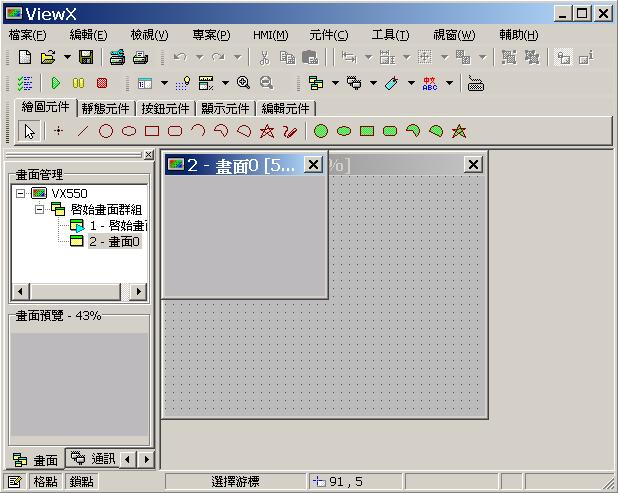 ViewX
檔案(F) 編輯(E) 檢視(V) 專案(P) HMI(M) 元件(C) 工具(T) 視窗(W) 輔助(H)
中文
ABC
繪圖元件 靜態元件 按鈕元件 顯示元件 編輯元件
畫面管理
VX550
啓始畫面群組
1 - 啓始畫面
2 - 畫面0
畫面預覽 - 43%
畫面 通訊
2 - 畫面0 [5... %]
格點 鎖點 選擇游標 91 , 5